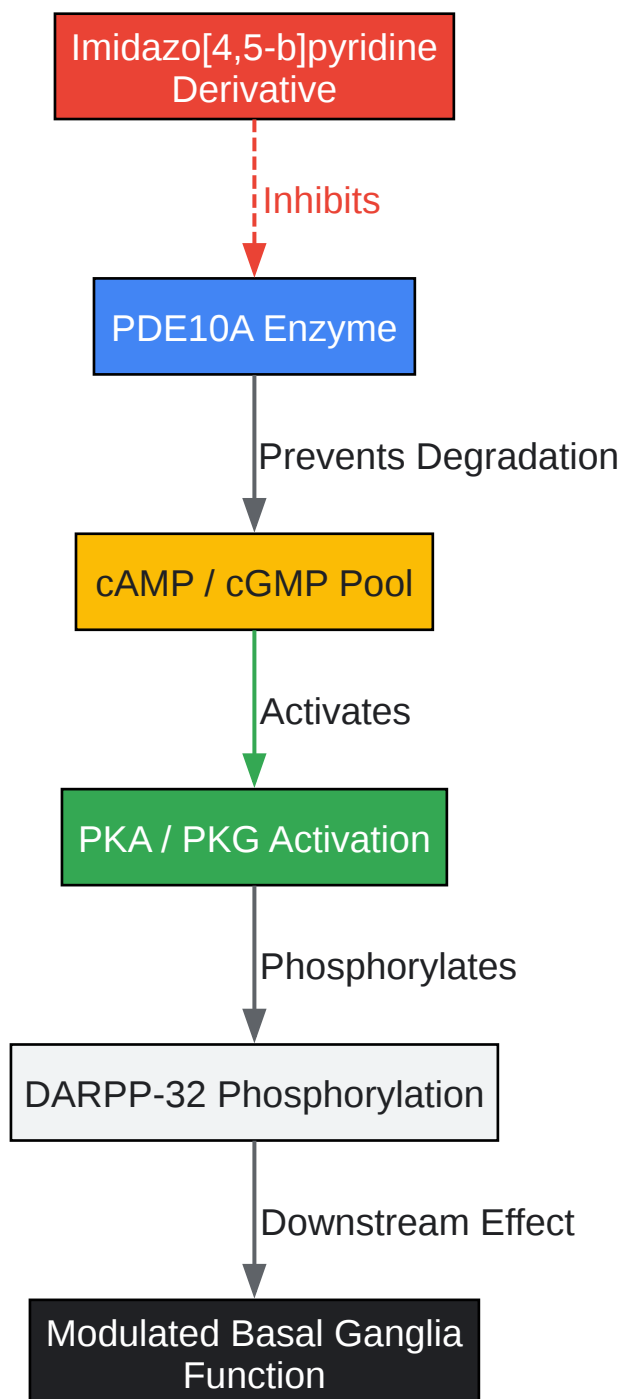 Imidazo[4,5-b]pyridine
Derivative
Inhibits
PDE10A Enzyme
Prevents Degradation
cAMP / cGMP Pool
Activates
PKA / PKG Activation
Phosphorylates
DARPP-32 Phosphorylation
Downstream Effect
Modulated Basal Ganglia
Function